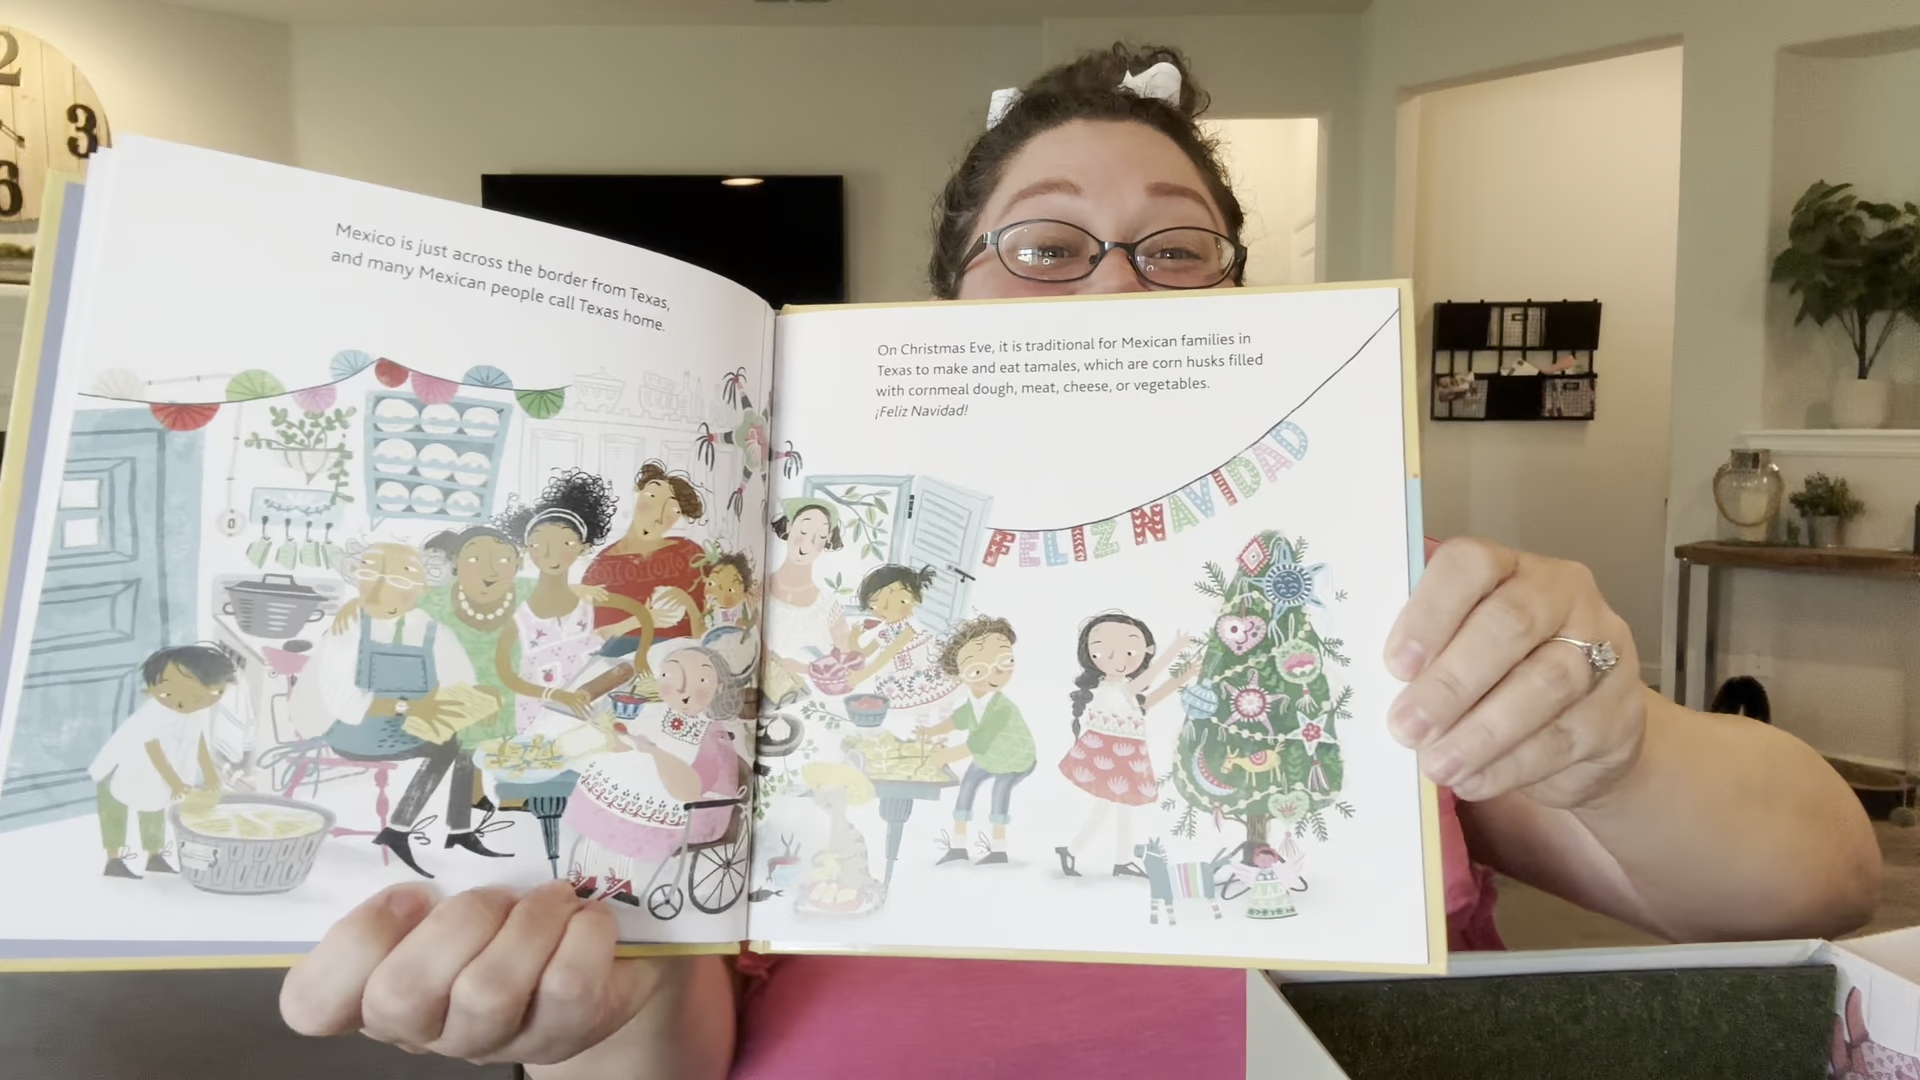 2
3
6
Mexico is just across the border from Texas,
and many Mexican people call Texas home.
On Christmas Eve, it is traditional for Mexican families in
Texas to make and eat tamales, which are corn husks filled
with cornmeal dough, meat, cheese, or vegetables.
¡Feliz Navidad!
FELIZ NAVIDAD